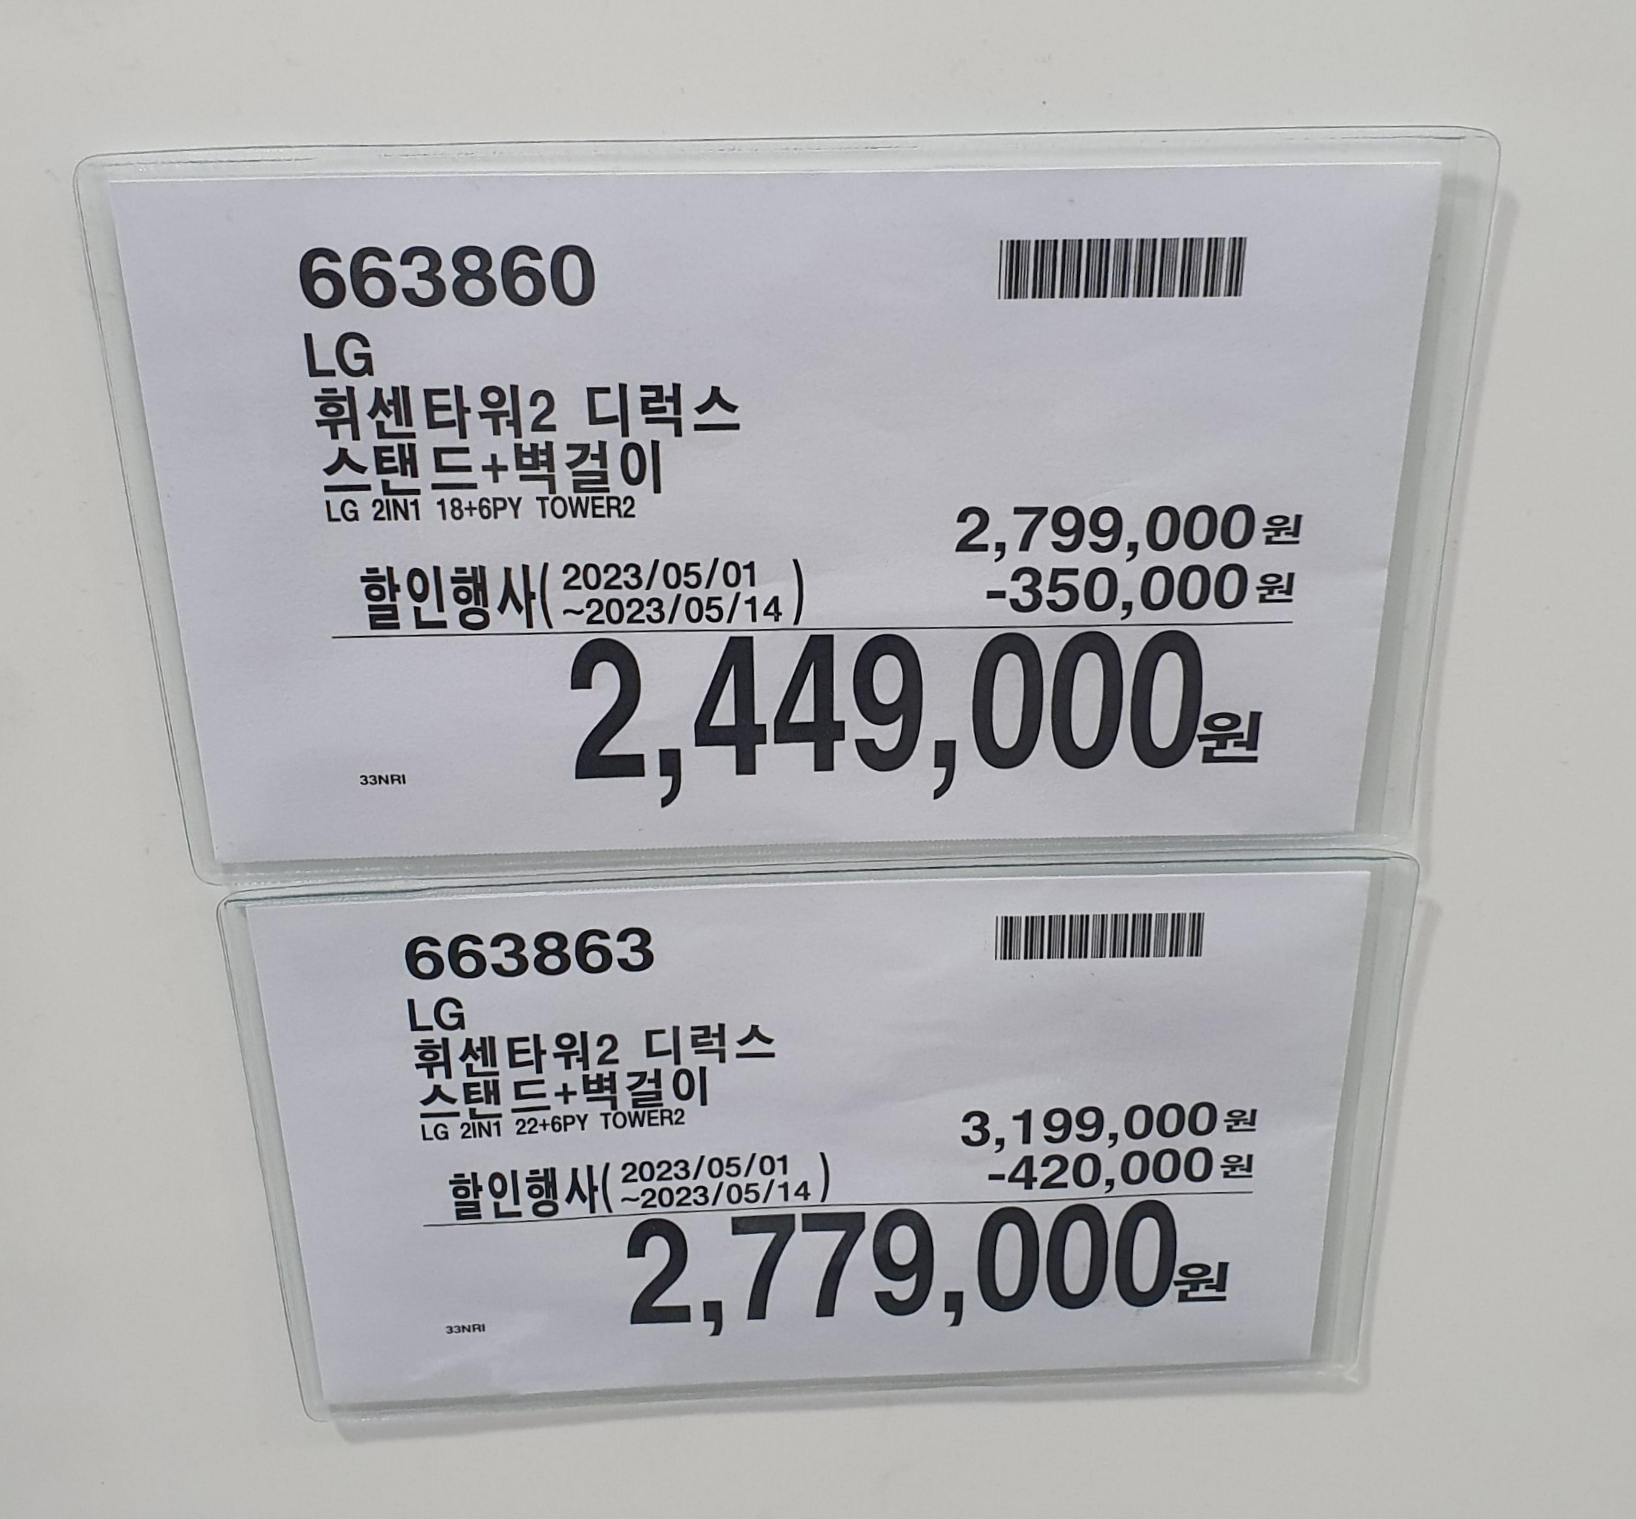 663860
LG
휘센타워2 디럭스
스탠드+벽걸이
LG 2IN1 18+6PY TOWER2
2,799,000원
할인행사( 2023/05/01
~2023/05/14 )
-350,000원
2,449,000원
33NRI
663863
LG
휘센타워2 디럭스
스탠드+벽걸이
LG 2IN1 22+6PY TOWER2
3,199,000원
할인행사( 2023/05/01
~2023/05/14 )
-420,000원
2,779,000원
33NRI